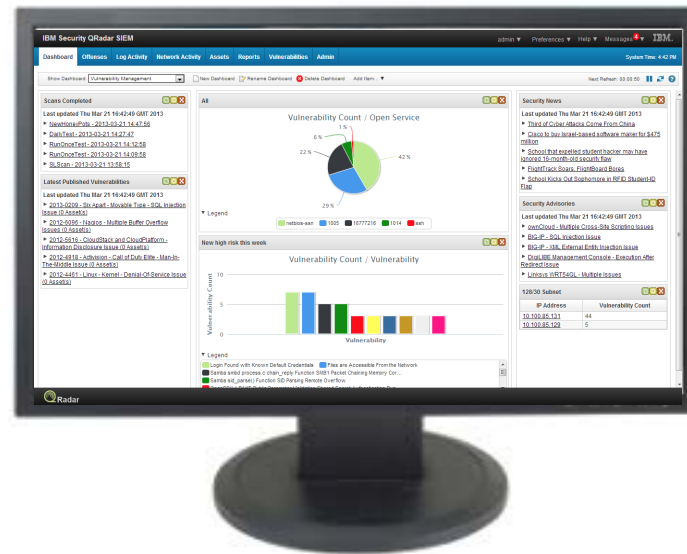 IBM Security QRadar SIEM
admin ▼ Preferences ▼ Help ▼ Messages 4 ▼ IBM.
Dashboard Offenses Log Activity Network Activity Assets Reports Vulnerabilities Admin
System Time: 4:42 PM
Show Dashboard: Vulnerability Management New Dashboard Rename Dashboard Delete Dashboard Add Item... ▼
Next Refresh: 00:00:50
Scans Completed
Last updated Thu Mar 21 16:42:49 GMT 2013
NewHoneyPots - 2013-03-21 14:47:56
DailyTest - 2013-03-21 14:27:47
RunOnceTest - 2013-03-21 14:12:58
RunOnceTest - 2013-03-21 14:09:58
SLScan - 2013-03-21 13:58:15
Latest Published Vulnerabilities
Last updated Thu Mar 21 16:42:49 GMT 2013
2013-0209 - Six Apart - Movable Type - SQL Injection
Issue (0 Asset(s)
2012-6096 - Nagios - Multiple Buffer Overflow
Issues (0 Asset(s)
2012-5616 - CloudStack and CloudPlatform -
Information Disclosure Issue (0 Asset(s)
2012-4918 - Activision - Call of Duty Elite - Man-In-
The-Middle Issue (0 Asset(s)
2012-4461 - Linux - Kernel - Denial-Of-Service Issue
(0 Asset(s)
All
Vulnerability Count / Open Service
1 %
8 %
22 %
42 %
29 %
▼ Legend
1005 16777216 1014 ssh
New high risk this week
Vulnerability Count / Vulnerability
Vulnerability Count
10
5
0
Vulnerability
▼ Legend
Login Found with Known Default Credentials Files are Accessible From the Network
Samba smbd process.c chain_reply Function SMB1 Packet Chaining Memory Cor...
Samba sid_parse() Function SID Parsing Remote Overflow
Security News
Last updated Thu Mar 21 16:42:49 GMT 2013
Third of Cyber Attacks Come From China
Cisco to buy Israel-based software maker for $475
million
School that expelled student hacker may have
ignored 16-month-old security flaw
FlightTrack Soars, FlightBoard Bores
School Kicks Out Sophomore in RFID Student-ID
Flap
Security Advisories
Last updated Thu Mar 21 16:42:49 GMT 2013
ownCloud - Multiple Cross-Site Scripting Issues
BIG-IP - SQL Injection Issue
BIG-IP - XML External Entity Injection Issue
DigiLIBE Management Console - Execution After
Redirect Issue
Linksys WRT54GL - Multiple Issues
128/30 Subnet
IP Address Vulnerability Count
10.100.85.131 44
10.100.85.129 5
QRadar